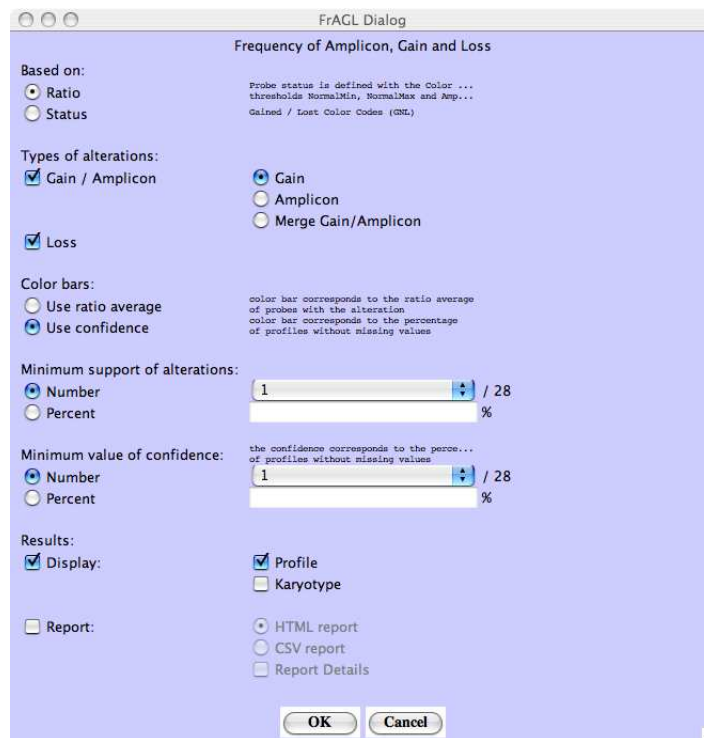 FrAGL Dialog
Frequency of Amplicon, Gain and Loss
Based on:
Ratio
Probe status is defined with the Color ...
thresholds NormalMin, NormalMax and Amp...
Status
Gained / Lost Color Codes (GNL)
Types of alterations:
Gain / Amplicon
Gain
Amplicon
Merge Gain/Amplicon
Loss
Color bars:
Use ratio average
color bar corresponds to the ratio average
of probes with the alteration
Use confidence
color bar corresponds to the percentage
of profiles without missing values
Minimum support of alterations:
Number 1 / 28
Percent %
Minimum value of confidence:
the confidence corresponds to the perce...
of profiles without missing values
Number 1 / 28
Percent %
Results:
Display:
Profile
Karyotype
Report:
HTML report
CSV report
Report Details
OK Cancel